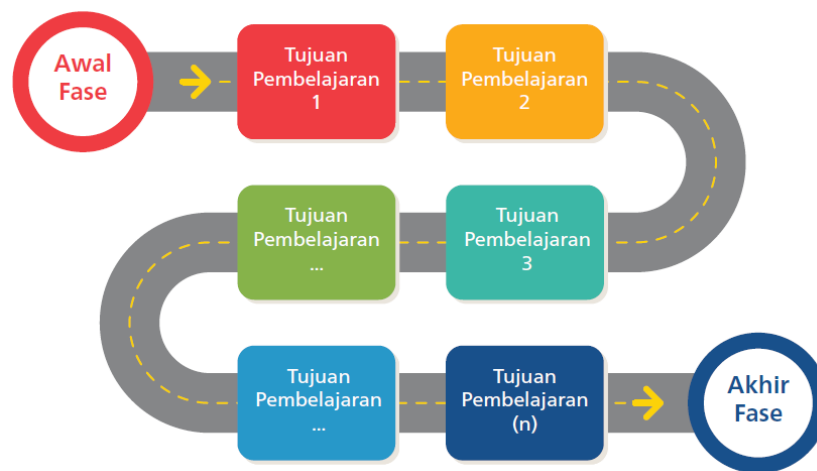 Awal
Fase
Tujuan
Pembelajaran
1
Tujuan
Pembelajaran
2
Tujuan
Pembelajaran
3
Tujuan
Pembelajaran
...
Tujuan
Pembelajaran
...
Tujuan
Pembelajaran
(n)
Akhir
Fase